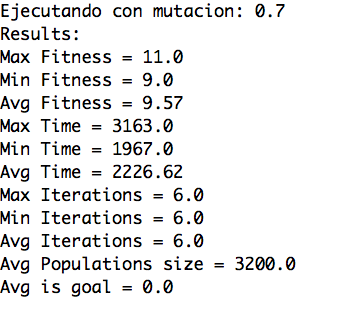 Ejecutando con mutacion: 0.7
Results:
Max Fitness = 11.0
Min Fitness = 9.0
Avg Fitness = 9.57
Max Time = 3163.0
Min Time = 1967.0
Avg Time = 2226.62
Max Iterations = 6.0
Min Iterations = 6.0
Avg Iterations = 6.0
Avg Populations size = 3200.0
Avg is goal = 0.0